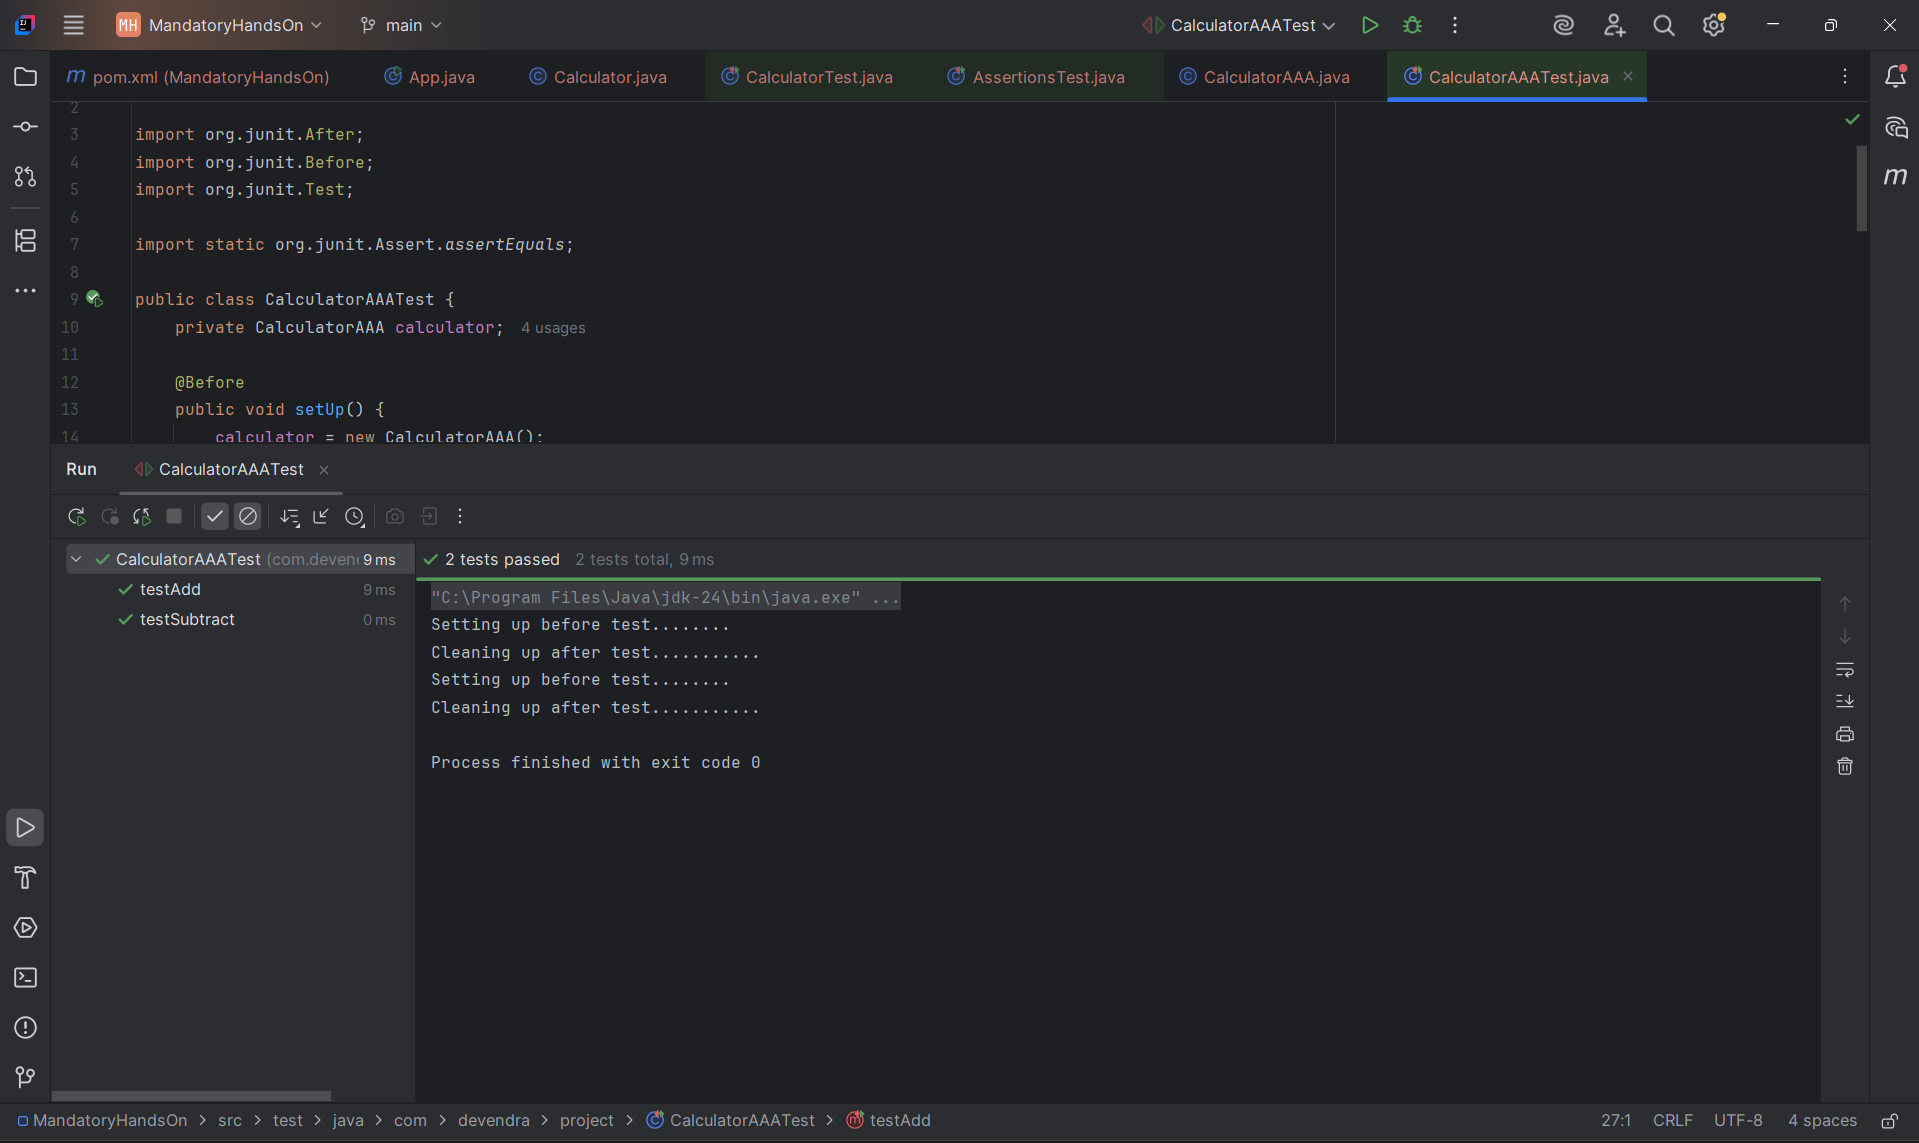 MH MandatoryHandsOn main CalculatorAAATest
m pom.xml (MandatoryHandsOn) App.java Calculator.java CalculatorTest.java AssertionsTest.java CalculatorAAA.java CalculatorAAATest.java
2
3 import org.junit.After;
4 import org.junit.Before;
5 import org.junit.Test;
6
7 import static org.junit.Assert.assertEquals;
8
9 public class CalculatorAAATest {
10 private CalculatorAAA calculator; 4 usages
11
12 @Before
13 public void setUp() {
14 calculator = new CalculatorAAA();
Run CalculatorAAATest
CalculatorAAATest (com.deven 9 ms
testAdd 9 ms
testSubtract 0 ms
2 tests passed 2 tests total, 9 ms
"C:\Program Files\Java\jdk-24\bin\java.exe" ...
Setting up before test........
Cleaning up after test...........
Setting up before test........
Cleaning up after test...........
Process finished with exit code 0
MandatoryHandsOn > src > test > java > com > devendra > project > CalculatorAAATest > testAdd
27:1 CRLF UTF-8 4 spaces